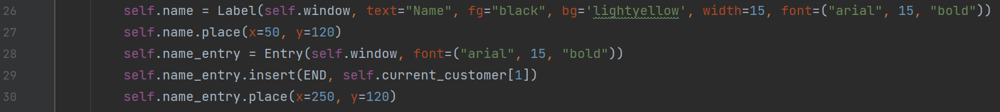 26 self.name = Label(self.window, text="Name", fg="black", bg='lightyellow', width=15, font=("arial", 15, "bold"))
27 self.name.place(x=50, y=120)
28 self.name_entry = Entry(self.window, font=("arial", 15, "bold"))
29 self.name_entry.insert(END, self.current_customer[1])
30 self.name_entry.place(x=250, y=120)